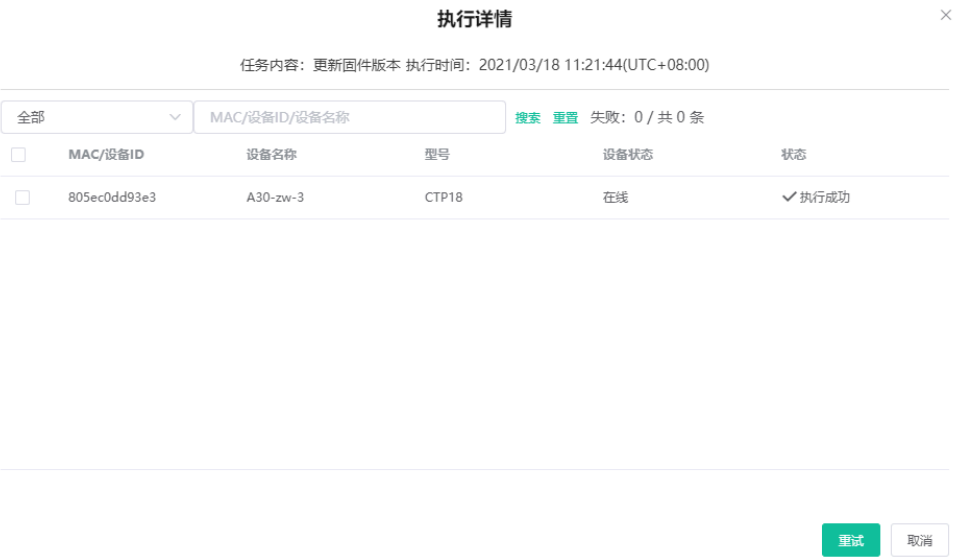 执行详情
任务内容：更新固件版本 执行时间：2021/03/18 11:21:44(UTC+08:00)
全部 MAC/设备ID/设备名称 搜索 重置 失败：0 / 共 0 条
MAC/设备ID 设备名称 型号 设备状态 状态
805ec0dd93e3 A30-zw-3 CTP18 在线 执行成功
重试 取消